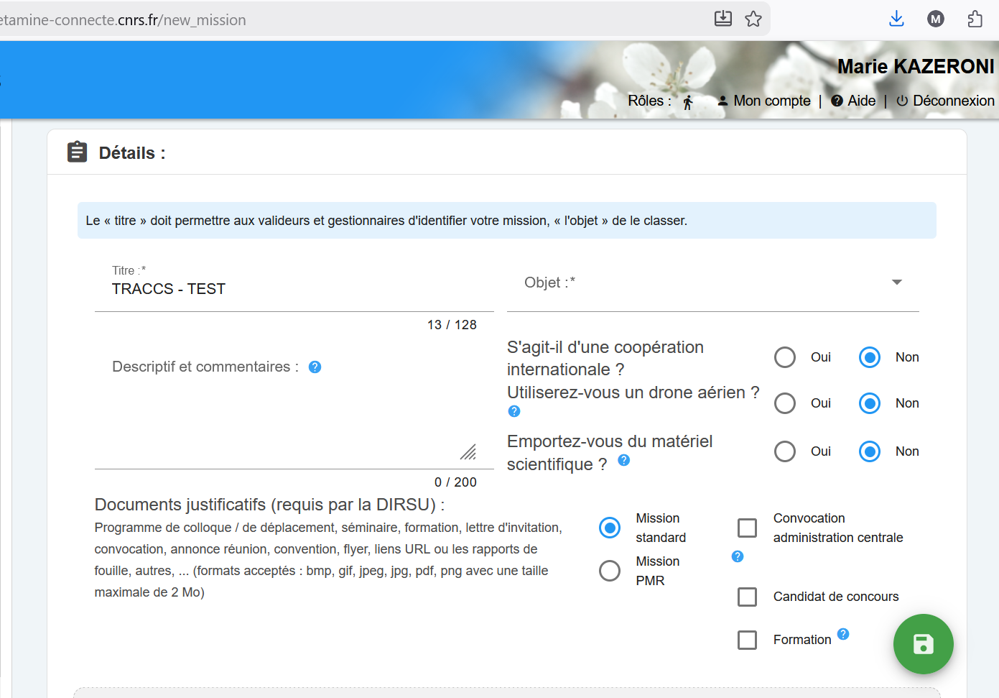 etamine-connecte.cnrs.fr/new_mission
M
Marie KAZERONI
Rôles :
Mon compte | Aide | Déconnexion
Détails :
Le « titre » doit permettre aux valideurs et gestionnaires d'identifier votre mission, « l'objet » de le classer.
Titre :*
TRACCS - TEST
Objet :*
13 / 128
Descriptif et commentaires :
0 / 200
S'agit-il d'une coopération
internationale ?
Oui Non
Utiliserez-vous un drone aérien ?
Oui Non
Emportez-vous du matériel
scientifique ?
Oui Non
Documents justificatifs (requis par la DIRSU) :
Programme de colloque / de déplacement, séminaire, formation, lettre d'invitation,
convocation, annonce réunion, convention, flyer, liens URL ou les rapports de
fouille, autres, ... (formats acceptés : bmp, gif, jpeg, jpg, pdf, png avec une taille
maximale de 2 Mo)
Mission
standard
Mission
PMR
Convocation
administration centrale
Candidat de concours
Formation